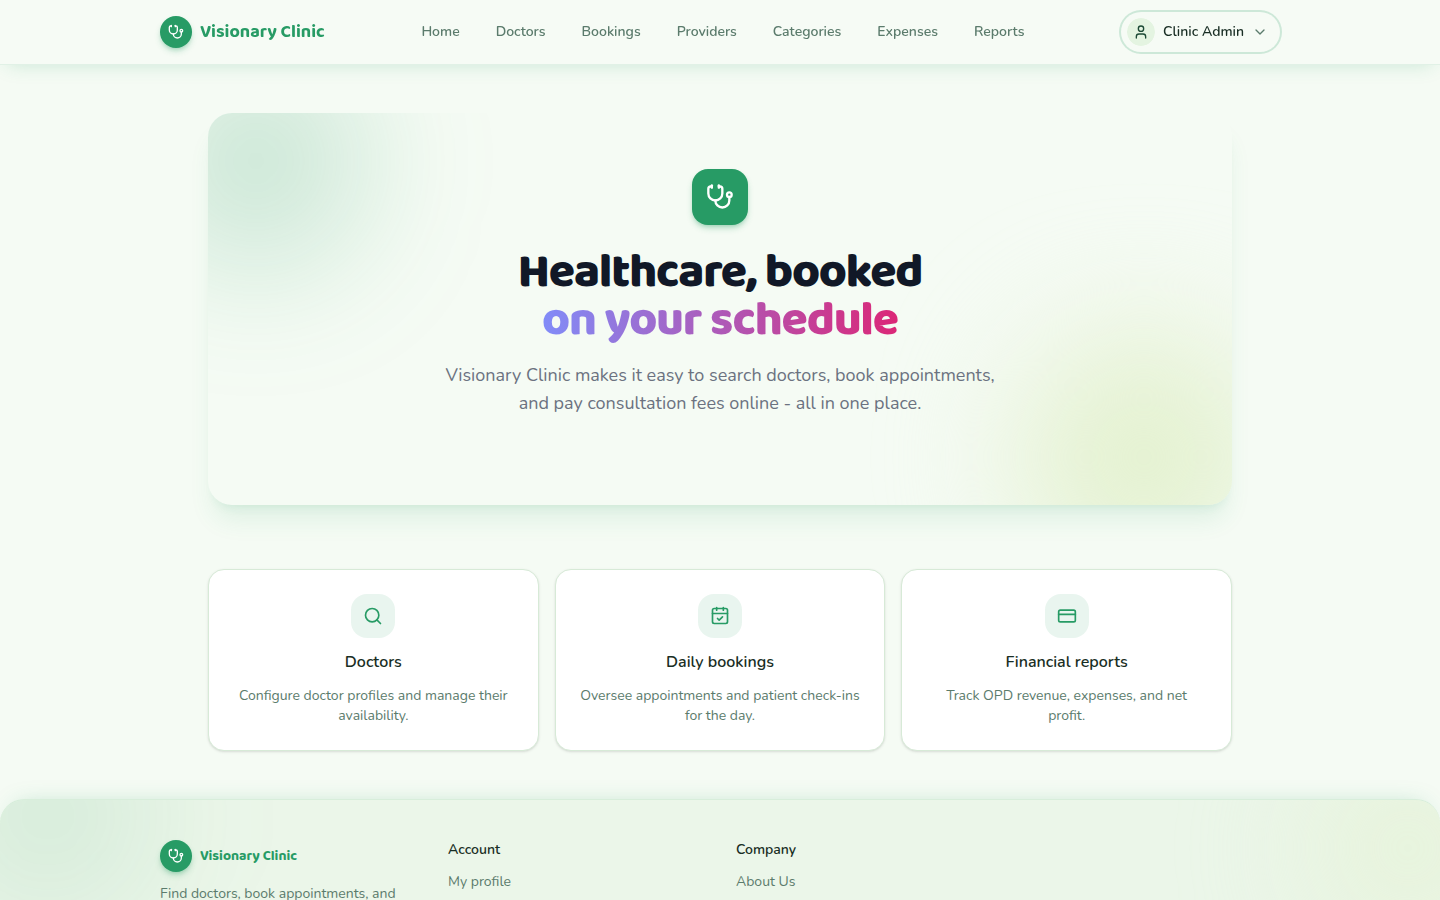 Visionary Clinic
Home
Doctors
Bookings
Providers
Categories
Expenses
Reports
Clinic Admin
Healthcare, booked
on your schedule
Visionary Clinic makes it easy to search doctors, book appointments,
and pay consultation fees online - all in one place.
Doctors
Configure doctor profiles and manage their
availability.
Daily bookings
Oversee appointments and patient check-ins
for the day.
Financial reports
Track OPD revenue, expenses, and net
profit.
Visionary Clinic
Find doctors, book appointments, and
Account
My profile
Company
About Us